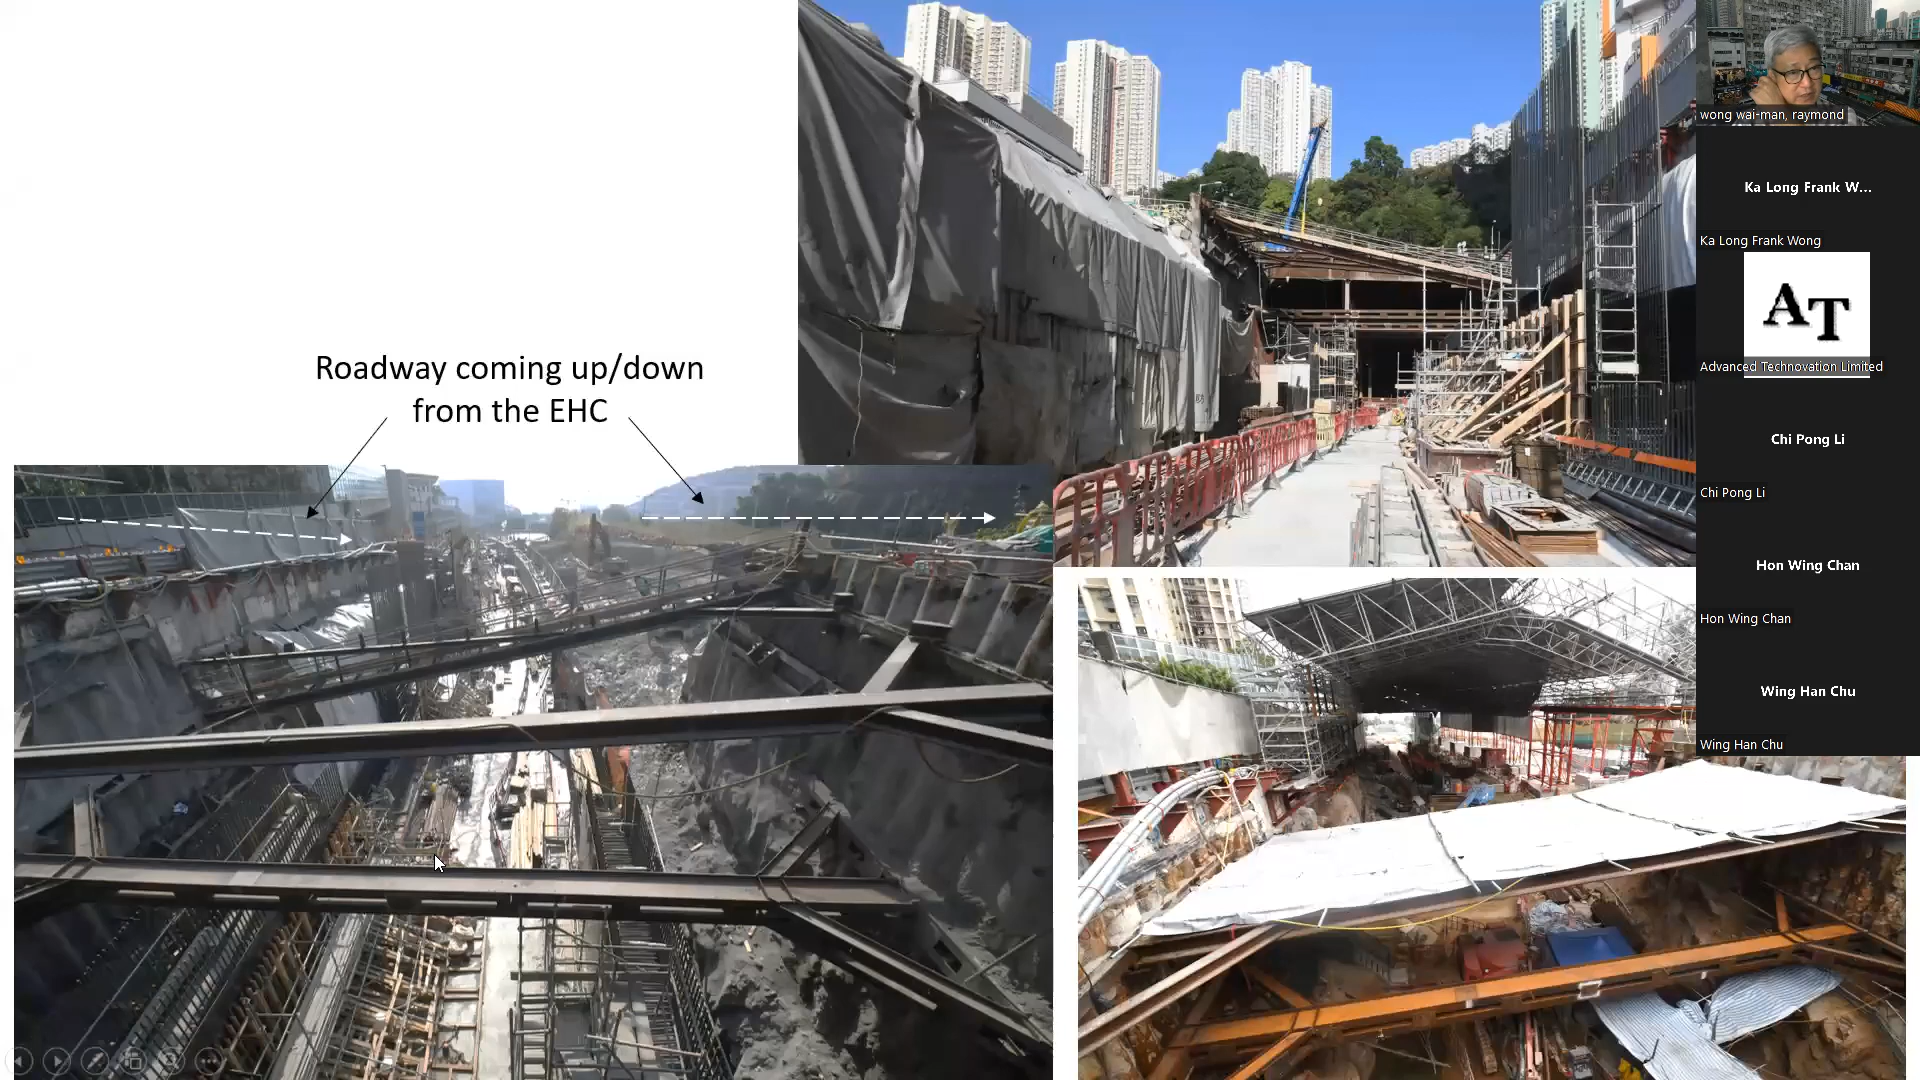 Roadway coming up/down
from the EHC
wong wai-man, raymond
Ka Long Frank W...
Ka Long Frank Wong
AT
Advanced Technovation Limited
Chi Pong Li
Chi Pong Li
Hon Wing Chan
Hon Wing Chan
Wing Han Chu
Wing Han Chu